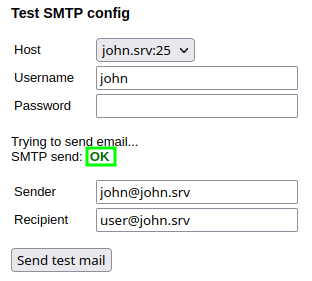 Test SMTP config
Host john.srv:25
Username john
Password
Trying to send email...
SMTP send: OK
Sender john@john.srv
Recipient user@john.srv
Send test mail